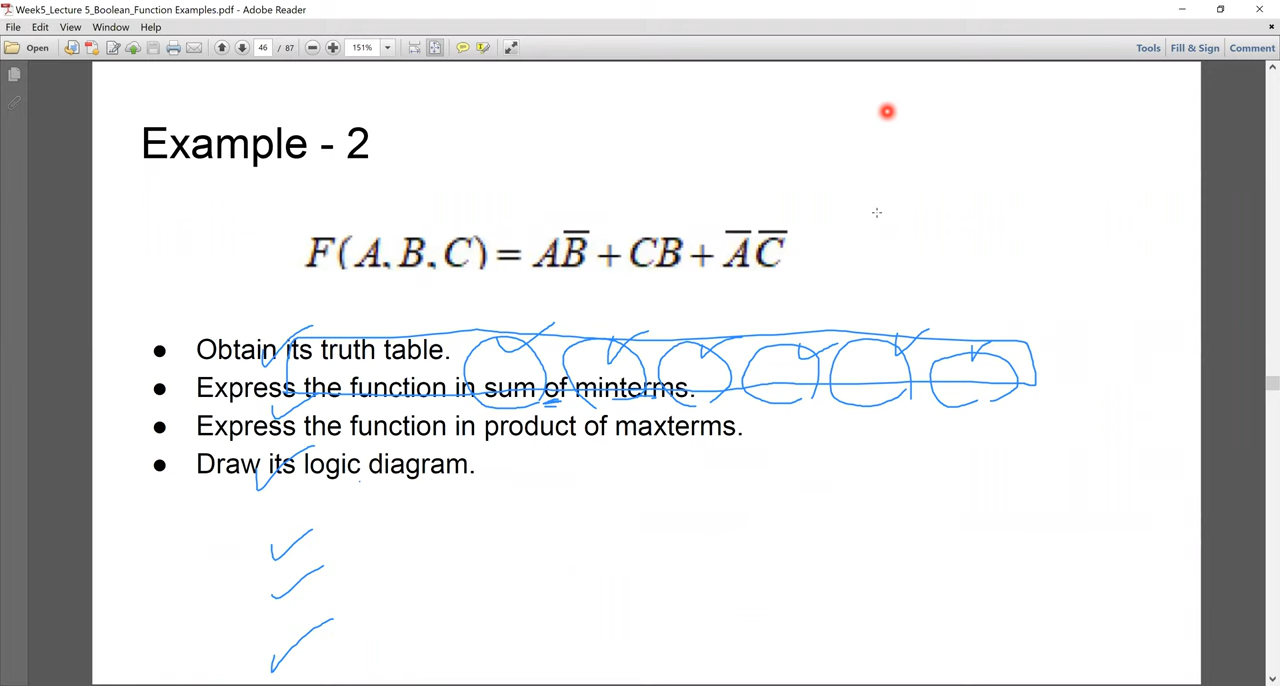 Week5_Lecture 5_Boolean_Function Examples.pdf - Adobe Reader
File Edit View Window Help
Open 46 / 87 151% Tools Fill & Sign Comment
Example - 2
F(A,B,C) = AB̅ + CB + A̅ C̅
● Obtain its truth table.
● Express the function in sum of minterms.
● Express the function in product of maxterms.
● Draw its logic diagram.